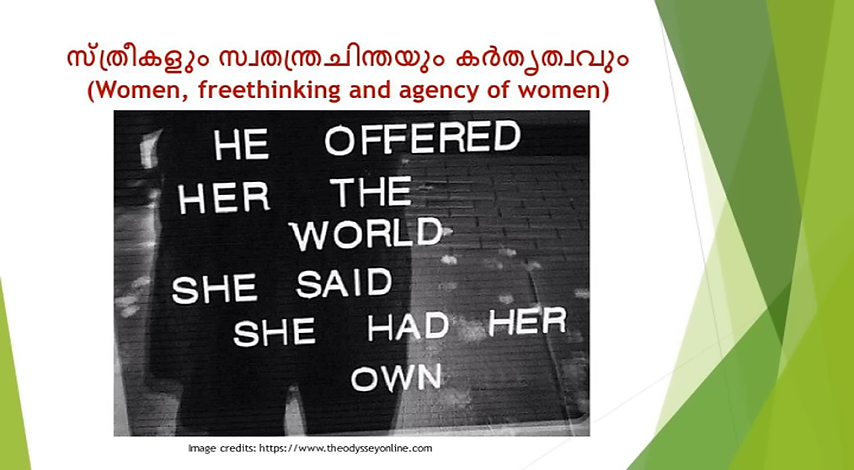 സ്ത്രീകളും സ്വതന്ത്രചിന്തയും കർതൃത്വവും
(Women, freethinking and agency of women)
HE OFFERED
HER THE
WORLD
SHE SAID
SHE HAD HER
OWN
Image credits: https://www.theodysseyonline.com